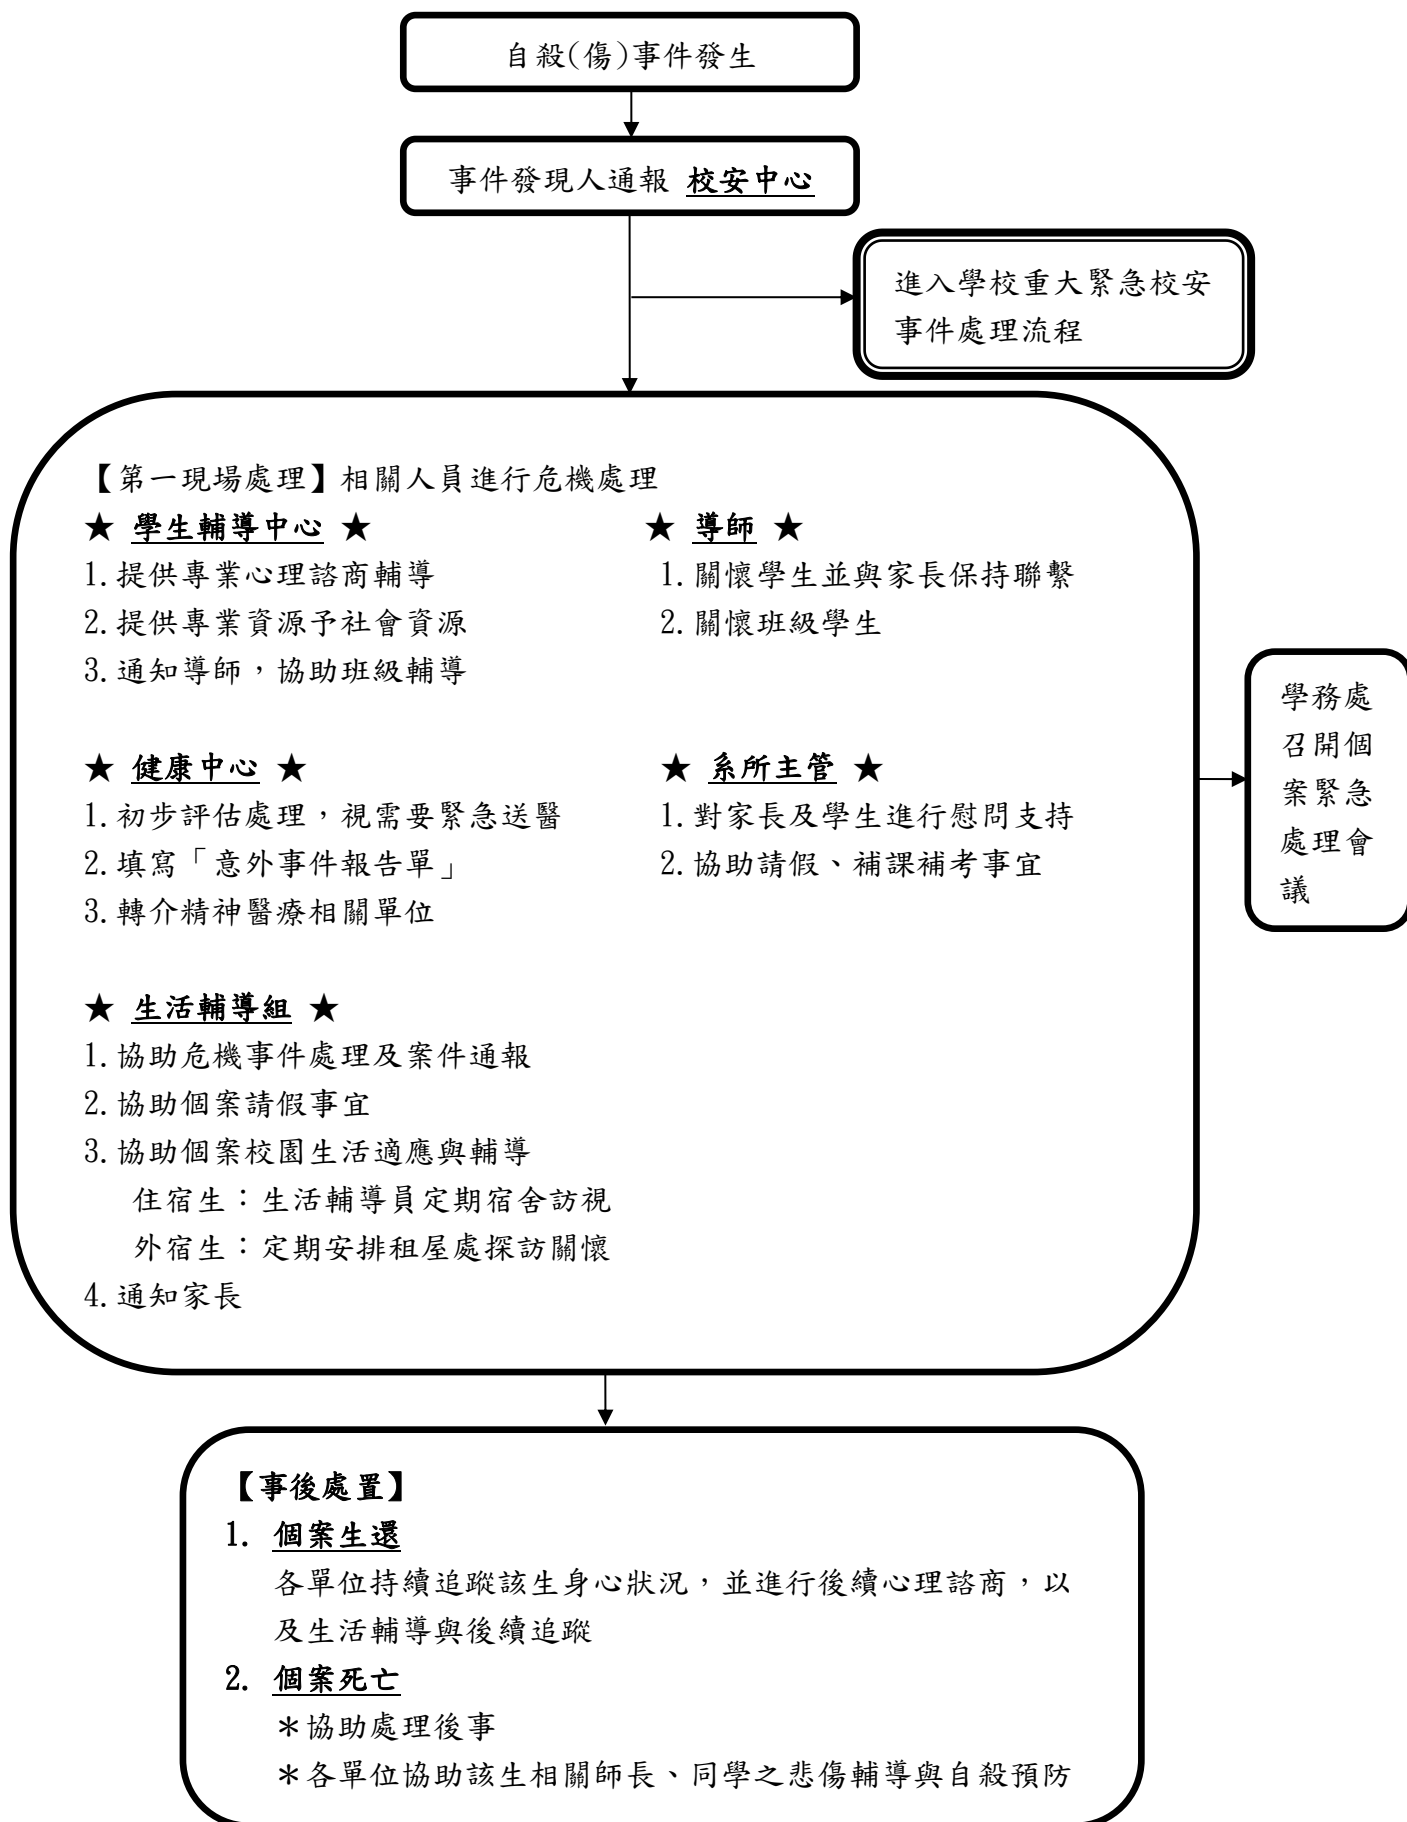 自殺(傷)事件發生
事件發現人通報 校安中心
進入學校重大緊急校安
事件處理流程
【第一現場處理】相關人員進行危機處理
★ 學生輔導中心 ★
1.提供專業心理諮商輔導
2.提供專業資源予社會資源
3.通知導師，協助班級輔導
★ 導師 ★
1.關懷學生並與家長保持聯繫
2.關懷班級學生
★ 健康中心 ★
1.初步評估處理，視需要緊急送醫
2.填寫「意外事件報告單」
3.轉介精神醫療相關單位
★ 系所主管 ★
1.對家長及學生進行慰問支持
2.協助請假、補課補考事宜
★ 生活輔導組 ★
1.協助危機事件處理及案件通報
2.協助個案請假事宜
3.協助個案校園生活適應與輔導
住宿生：生活輔導員定期宿舍訪視
外宿生：定期安排租屋處探訪關懷
4.通知家長
學務處
召開個
案緊急
處理會
議
【事後處置】
1. 個案生還
各單位持續追蹤該生身心狀況，並進行後續心理諮商，以
及生活輔導與後續追蹤
2. 個案死亡
＊協助處理後事
＊各單位協助該生相關師長、同學之悲傷輔導與自殺預防